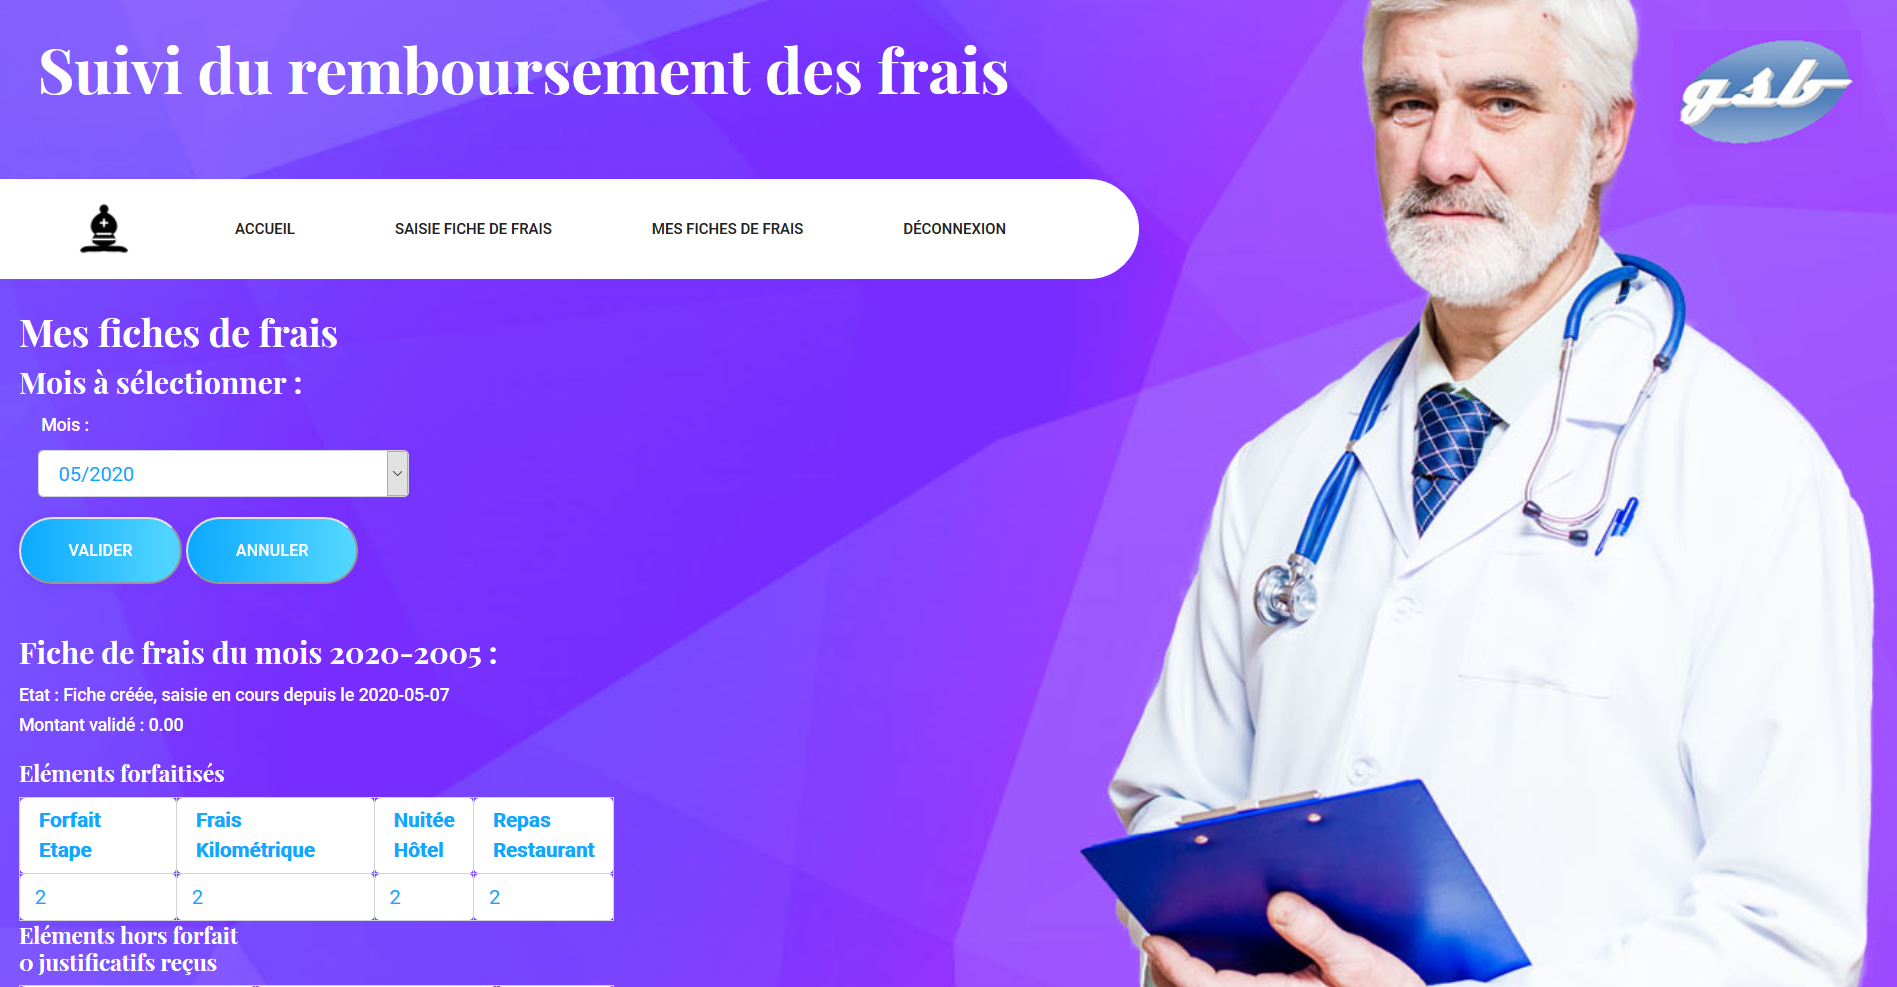 Suivi du remboursement des frais
gsb
ACCUEIL SAISIE FICHE DE FRAIS MES FICHES DE FRAIS DÉCONNEXION
Mes fiches de frais
Mois à sélectionner :
Mois :
05/2020
VALIDER ANNULER
Fiche de frais du mois 2020-2005 :
Etat : Fiche créée, saisie en cours depuis le 2020-05-07
Montant validé : 0.00
Eléments forfaitisés
Forfait Frais Nuitée Repas
Etape Kilométrique Hôtel Restaurant
2 2 2 2
Eléments hors forfait
0 justificatifs reçus